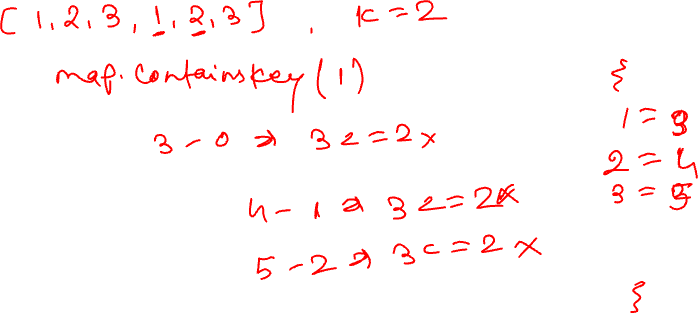 [ 1, 2, 3, 1, 2, 3 ] , k = 2
map.containskey (1)
{
3 - 0 => 3 <= 2 x
1 = 3
2 = 4
4 - 1 => 3 <= 2 x
3 = 5
5 - 2 => 3 <= 2 x
}